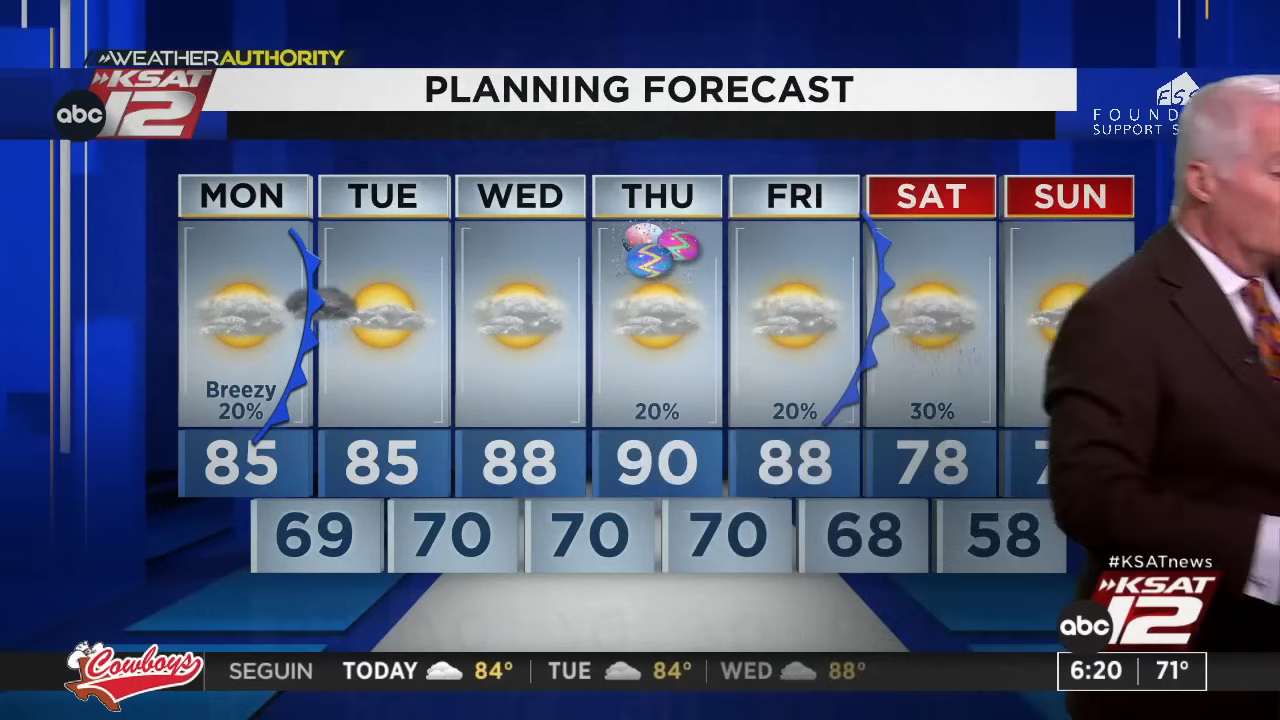 WEATHERAUTHORITY
KSAT
abc 12
PLANNING FORECAST
FOUND
SUPPORT S
MON TUE WED THU FRI SAT SUN
Breezy
20% 20% 20% 30%
85 85 88 90 88 78
69 70 70 70 68 58
#KSATnews
KSAT
abc 12
Cowboys SEGUIN TODAY 84° TUE 84° WED 88° 6:20 71°